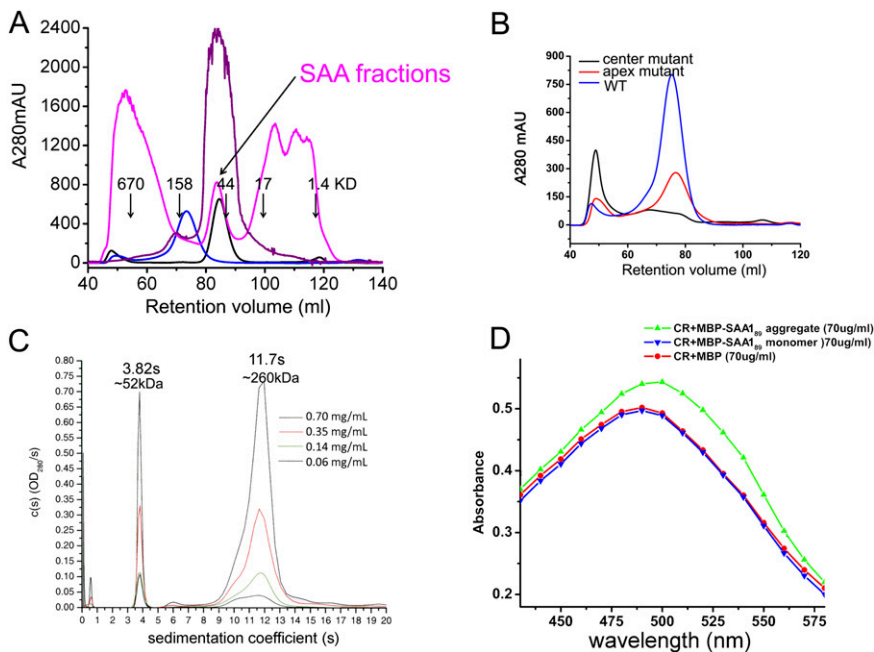 A
2400
2000
1600
1200
800
400
0
A280mAU
SAA fractions
670 158 44 17 1.4 KD
40 60 80 100 120 140
Retention volume (ml)
B
900
750
600
450
300
150
0
A280 mAU
center mutant
apex mutant
WT
40 60 80 100 120
Retention volume (ml)
C
0.80
0.75
0.70
0.65
0.60
0.55
0.50
0.45
0.40
0.35
0.30
0.25
0.20
0.15
0.10
0.05
0.00
c(s) (OD280/s)
3.82s
~52kDa
11.7s
~260kDa
0.70 mg/mL
0.35 mg/mL
0.14 mg/mL
0.06 mg/mL
0 1 2 3 4 5 6 7 8 9 10 11 12 13 14 15 16 17 18 19 20
sedimentation coefficient (s)
D
CR+MBP-SAA189 aggregate (70ug/ml)
CR+MBP-SAA189 monomer )70ug/ml)
CR+MBP (70ug/ml)
0.5
0.4
0.3
0.2
Absorbance
450 475 500 525 550 575
wavelength (nm)